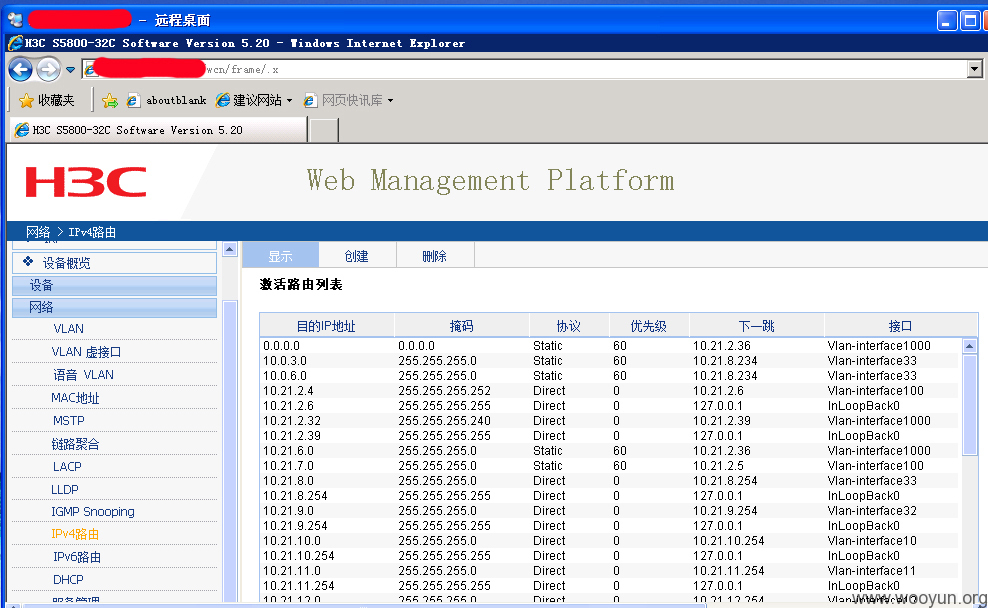 - 远程桌面
H3C S5800-32C Software Version 5.20 - Windows Internet Explorer
wcn/frame/.x
收藏夹 aboutblank 建议网站 网页快讯库
H3C S5800-32C Software Version 5.20
H3C Web Management Platform
网络 > IPv4路由
设备概览
设备
网络
VLAN
VLAN 虚接口
语音 VLAN
MAC地址
MSTP
链路聚合
LACP
LLDP
IGMP Snooping
IPv4路由
IPv6路由
DHCP
服务管理
显示 创建 删除
激活路由列表
目的IP地址 掩码 协议 优先级 下一跳 接口
0.0.0.0 0.0.0.0 Static 60 10.21.2.36 Vlan-interface1000
10.0.3.0 255.255.255.0 Static 60 10.21.8.234 Vlan-interface33
10.0.6.0 255.255.255.0 Static 60 10.21.8.234 Vlan-interface33
10.21.2.4 255.255.255.252 Direct 0 10.21.2.6 Vlan-interface100
10.21.2.6 255.255.255.255 Direct 0 127.0.0.1 InLoopBack0
10.21.2.32 255.255.255.240 Direct 0 10.21.2.39 Vlan-interface1000
10.21.2.39 255.255.255.255 Direct 0 127.0.0.1 InLoopBack0
10.21.6.0 255.255.255.0 Static 60 10.21.2.36 Vlan-interface1000
10.21.7.0 255.255.255.0 Static 60 10.21.2.5 Vlan-interface100
10.21.8.0 255.255.255.0 Direct 0 10.21.8.254 Vlan-interface33
10.21.8.254 255.255.255.255 Direct 0 127.0.0.1 InLoopBack0
10.21.9.0 255.255.255.0 Direct 0 10.21.9.254 Vlan-interface32
10.21.9.254 255.255.255.255 Direct 0 127.0.0.1 InLoopBack0
10.21.10.0 255.255.255.0 Direct 0 10.21.10.254 Vlan-interface10
10.21.10.254 255.255.255.255 Direct 0 127.0.0.1 InLoopBack0
10.21.11.0 255.255.255.0 Direct 0 10.21.11.254 Vlan-interface11
10.21.11.254 255.255.255.255 Direct 0 127.0.0.1 InLoopBack0
10.21.12.0 255.255.255.0 Direct 0 10.21.12.254
www.wooyun.org